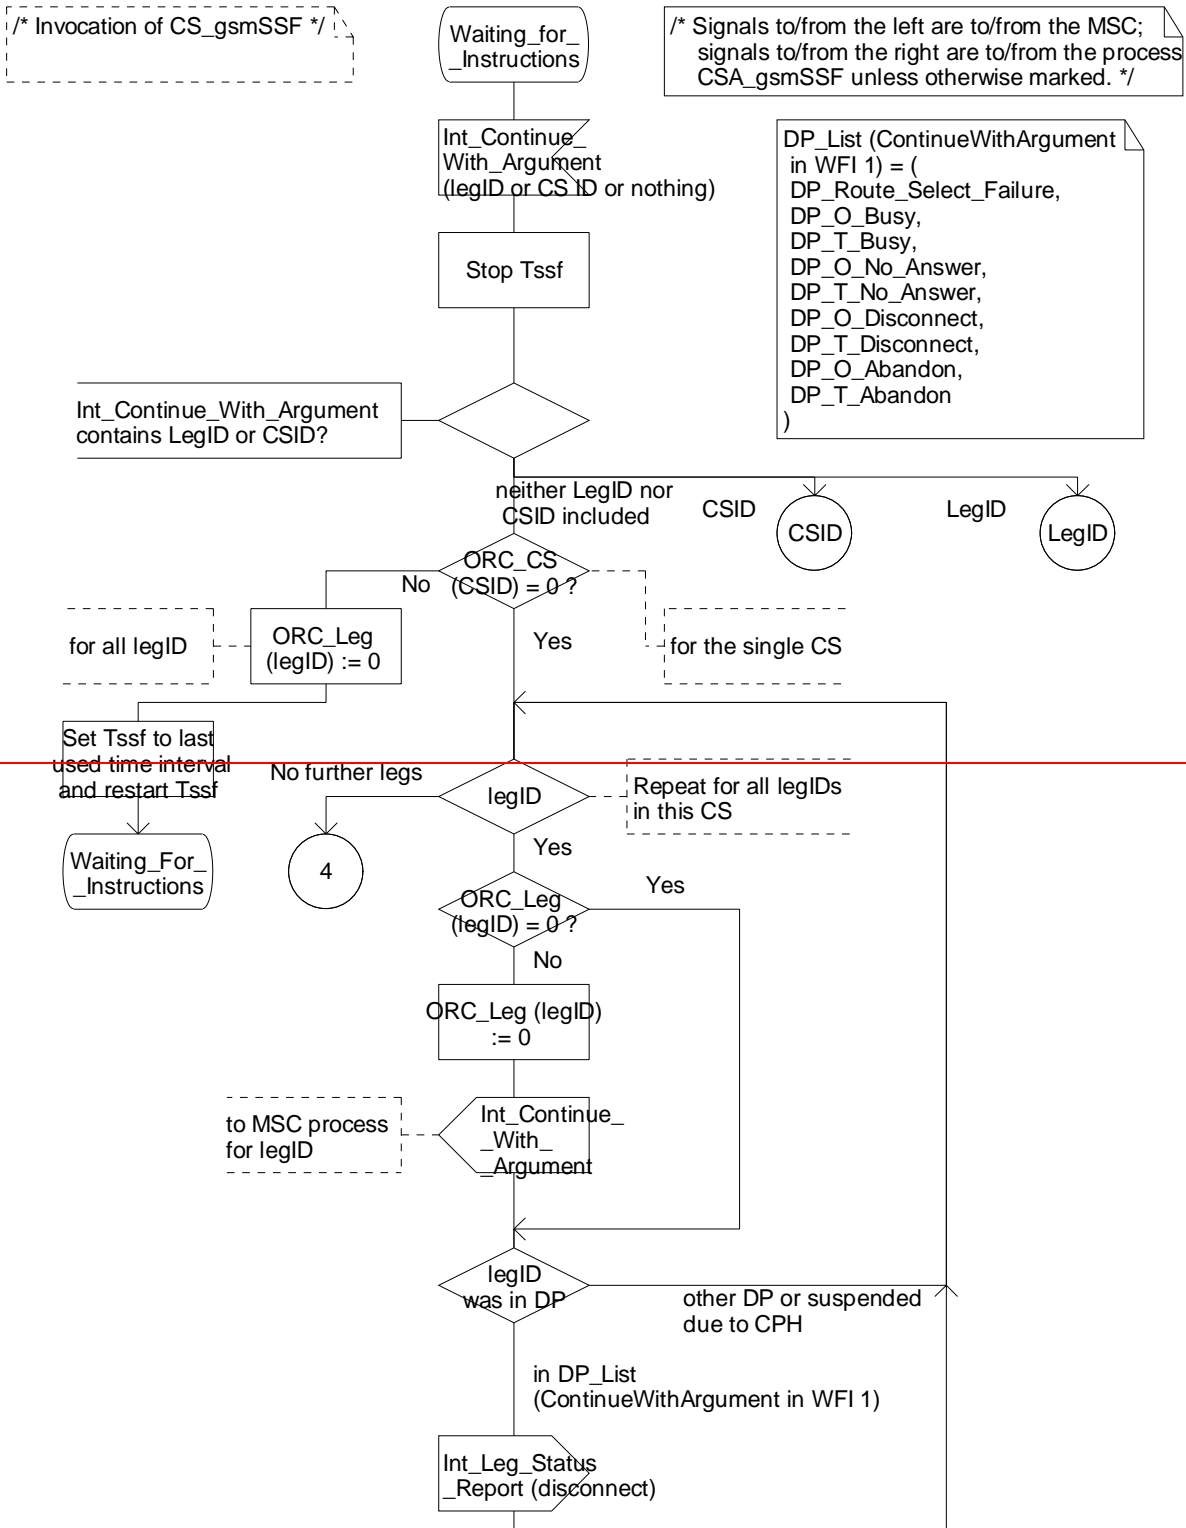 /* Invocation of CS_gsmSSF */
Waiting_for_
_Instructions
/* Signals to/from the left are to/from the MSC;
signals to/from the right are to/from the process
CSA_gsmSSF unless otherwise marked. */
Int_Continue_
With_Argument
(legID or CS ID or nothing)
DP_List (ContinueWithArgument
in WFI 1) = (
DP_Route_Select_Failure,
DP_O_Busy,
DP_T_Busy,
DP_O_No_Answer,
DP_T_No_Answer,
DP_O_Disconnect,
DP_T_Disconnect,
DP_O_Abandon,
DP_T_Abandon
)
Stop Tssf
Int_Continue_With_Argument
contains LegID or CSID?
neither LegID nor
CSID included
CSID
CSID
LegID
LegID
ORC_CS
(CSID) = 0 ?
No
Yes
for all legID
ORC_Leg
(legID) := 0
for the single CS
Set Tssf to last
used time interval
and restart Tssf
No further legs
legID
Repeat for all legIDs
in this CS
Waiting_For_
_Instructions
4
Yes
ORC_Leg
(legID) = 0 ?
Yes
No
ORC_Leg (legID)
:= 0
to MSC process
for legID
Int_Continue_
_With_
_Argument
legID
was in DP
other DP or suspended
due to CPH
in DP_List
(ContinueWithArgument in WFI 1)
Int_Leg_Status
_Report (disconnect)